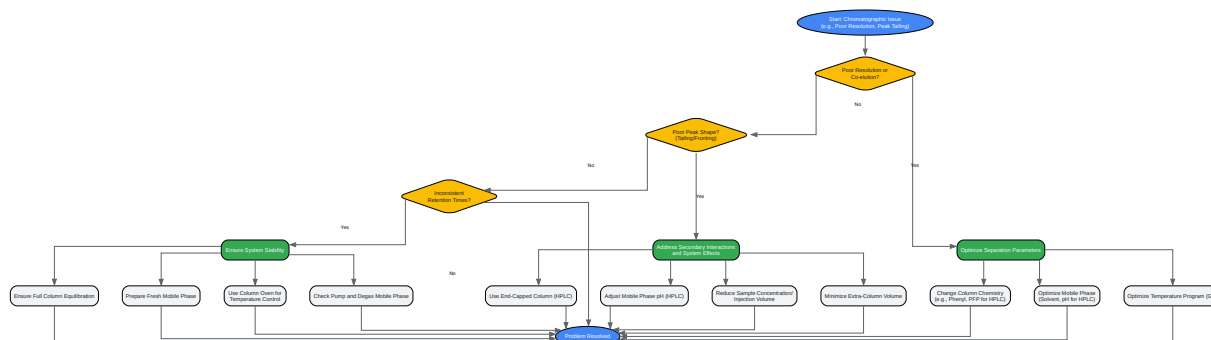 Start: Chromatographic Issue
(e.g., Poor Resolution, Peak Tailing)
Poor Resolution or
Co-elution?
No
Poor Peak Shape?
(Tailing/Fronting)
No
Yes
Yes
Inconsistent
Retention Times?
Yes
Ensure System Stability
Address Secondary Interactions
and System Effects
Optimize Separation Parameters
No
Ensure Full Column Equilibration
Prepare Fresh Mobile Phase
Use Column Oven for
Temperature Control
Check Pump and Degas Mobile Phase
Use End-Capped Column (HPLC)
Adjust Mobile Phase pH (HPLC)
Reduce Sample Concentration/
Injection Volume
Minimize Extra-Column Volume
Change Column Chemistry
(e.g., Phenyl, PFP for HPLC)
Optimize Mobile Phase
(Solvent, pH for HPLC)
Optimize Temperature Program (G
Problem Resolved